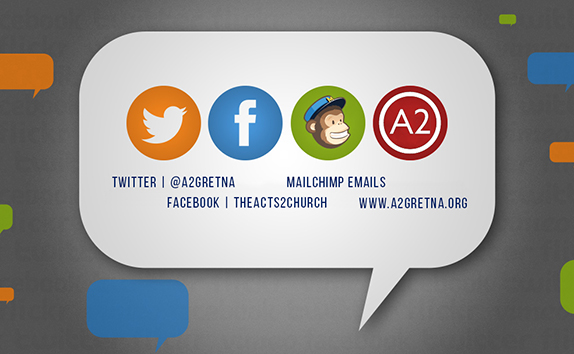 A2
TWITTER | @A2GRETNA MAILCHIMP EMAILS
FACEBOOK | THEACTS2CHURCH WWW.A2GRETNA.ORG